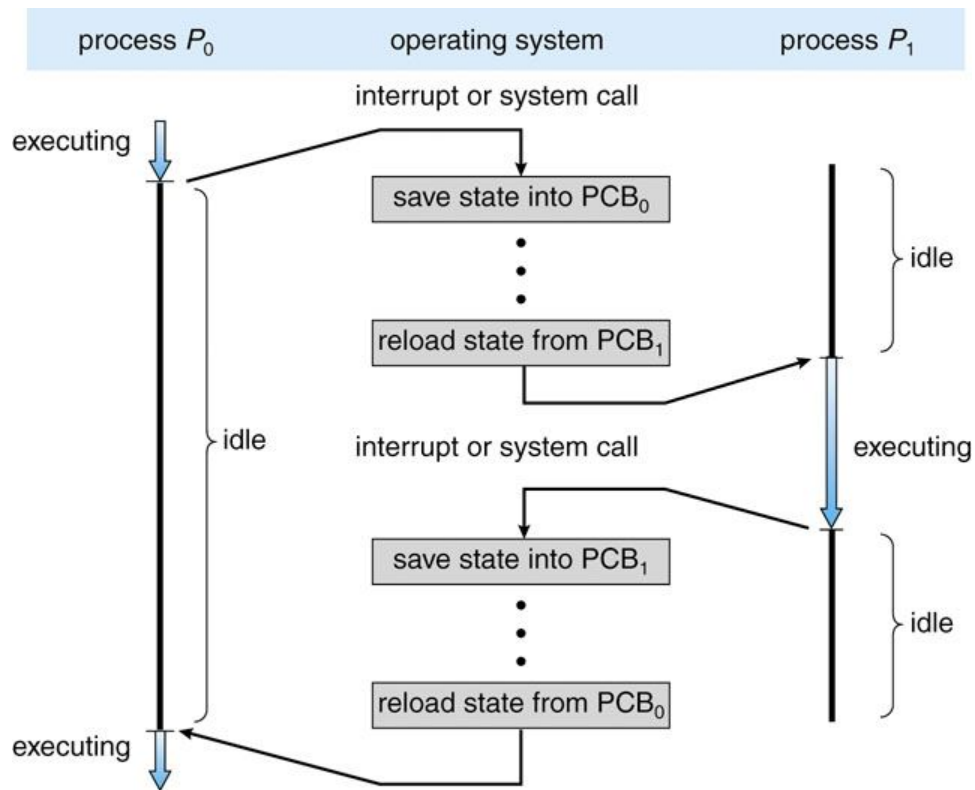 process P₀ operating system process P₁
interrupt or system call
executing
save state into PCB₀
idle
reload state from PCB₁
idle
interrupt or system call
executing
save state into PCB₁
idle
reload state from PCB₀
executing